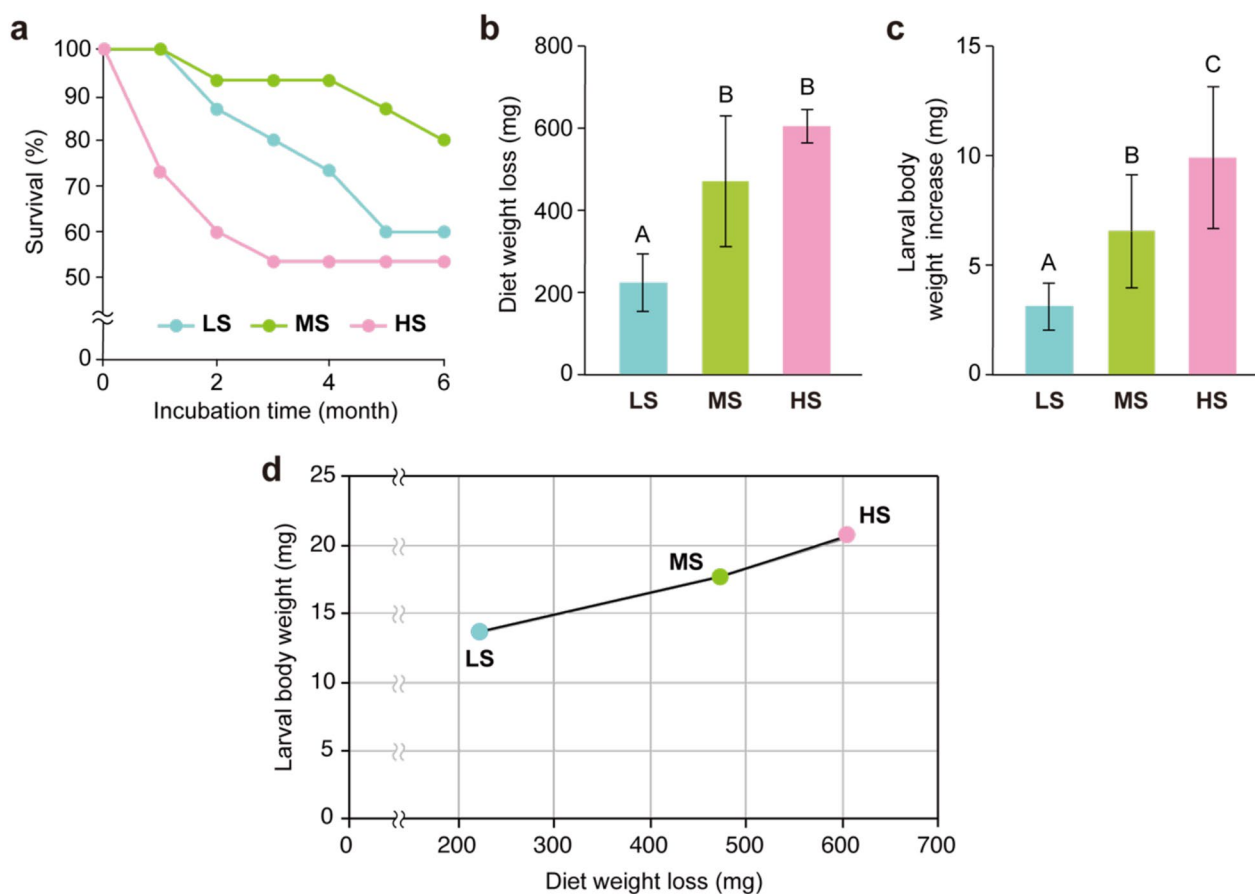 a
100
90
80
70
60
50
0
Survival (%)
LS MS HS
0 2 4 6
Incubation time (month)
b
800
600
400
200
0
Diet weight loss (mg)
A B B
LS MS HS
c
15
10
5
0
Larval body
weight increase (mg)
A B C
LS MS HS
d
25
20
15
10
5
0
Larval body weight (mg)
HS
MS
LS
0 200 300 400 500 600 700
Diet weight loss (mg)